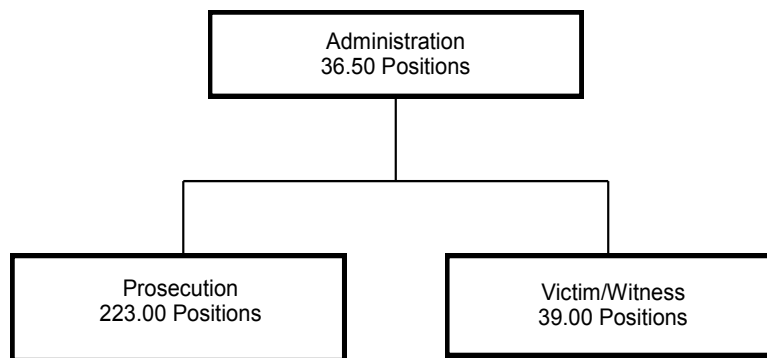 Administration
36.50 Positions
Prosecution
223.00 Positions
Victim/Witness
39.00 Positions